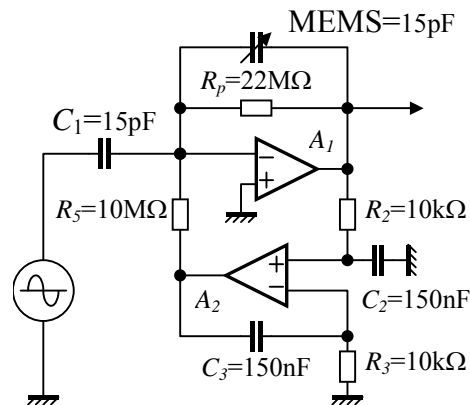 MEMS=15pF
Rp=22MΩ
C1=15pF
A1
R5=10MΩ
R2=10kΩ
A2
C2=150nF
C3=150nF
R3=10kΩ